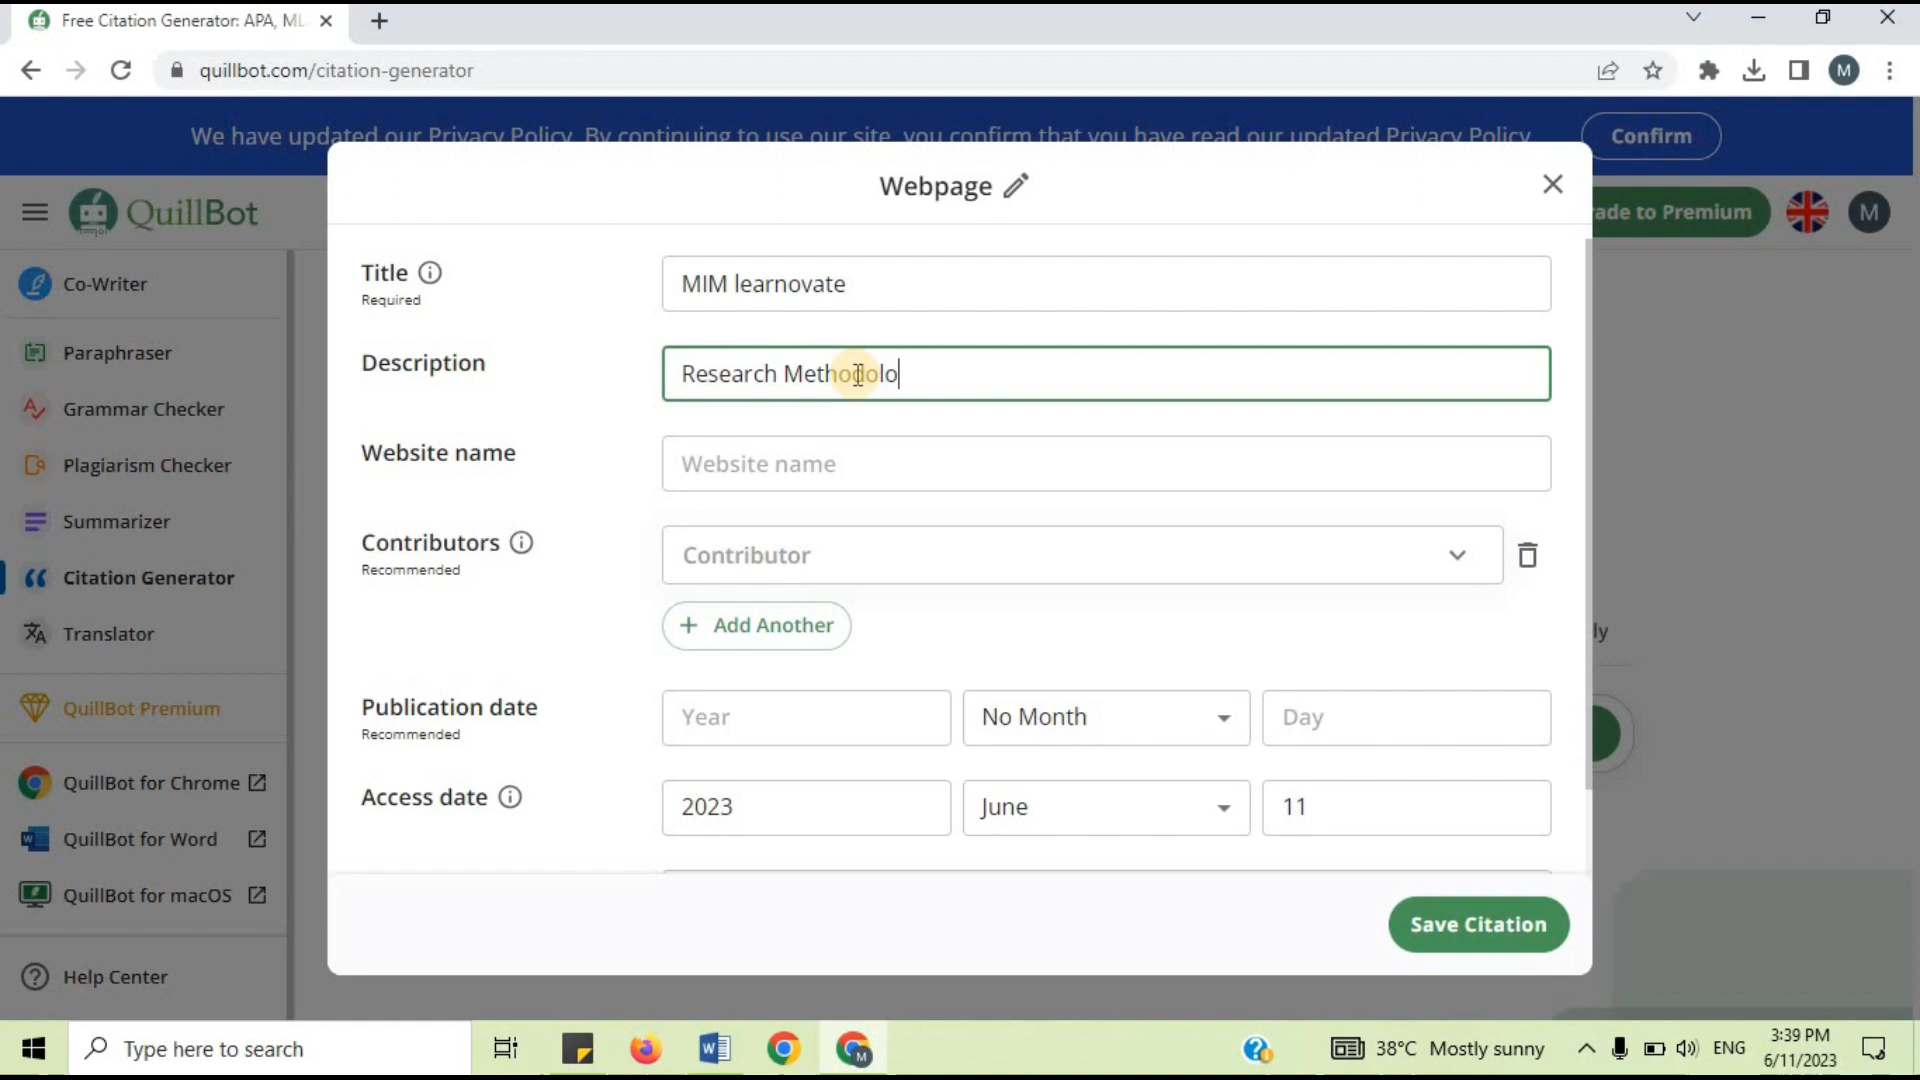 Free Citation Generator: APA, ML
quillbot.com/citation-generator
M
We have updated our Privacy Policy. By continuing to use our site, you confirm that you have read our updated Privacy Policy.
Confirm
QuillBot
Webpage
ade to Premium
M
Co-Writer
Paraphraser
Grammar Checker
Plagiarism Checker
Summarizer
Citation Generator
Translator
QuillBot Premium
QuillBot for Chrome
QuillBot for Word
QuillBot for macOS
Help Center
Title
Required
MIM learnovate
Description
Research Methodolo
Website name
Website name
Contributors
Recommended
Contributor
+ Add Another
Publication date
Recommended
Year
No Month
Day
Access date
2023
June
11
ly
Save Citation
Type here to search
38°C Mostly sunny
ENG
3:39 PM
6/11/2023